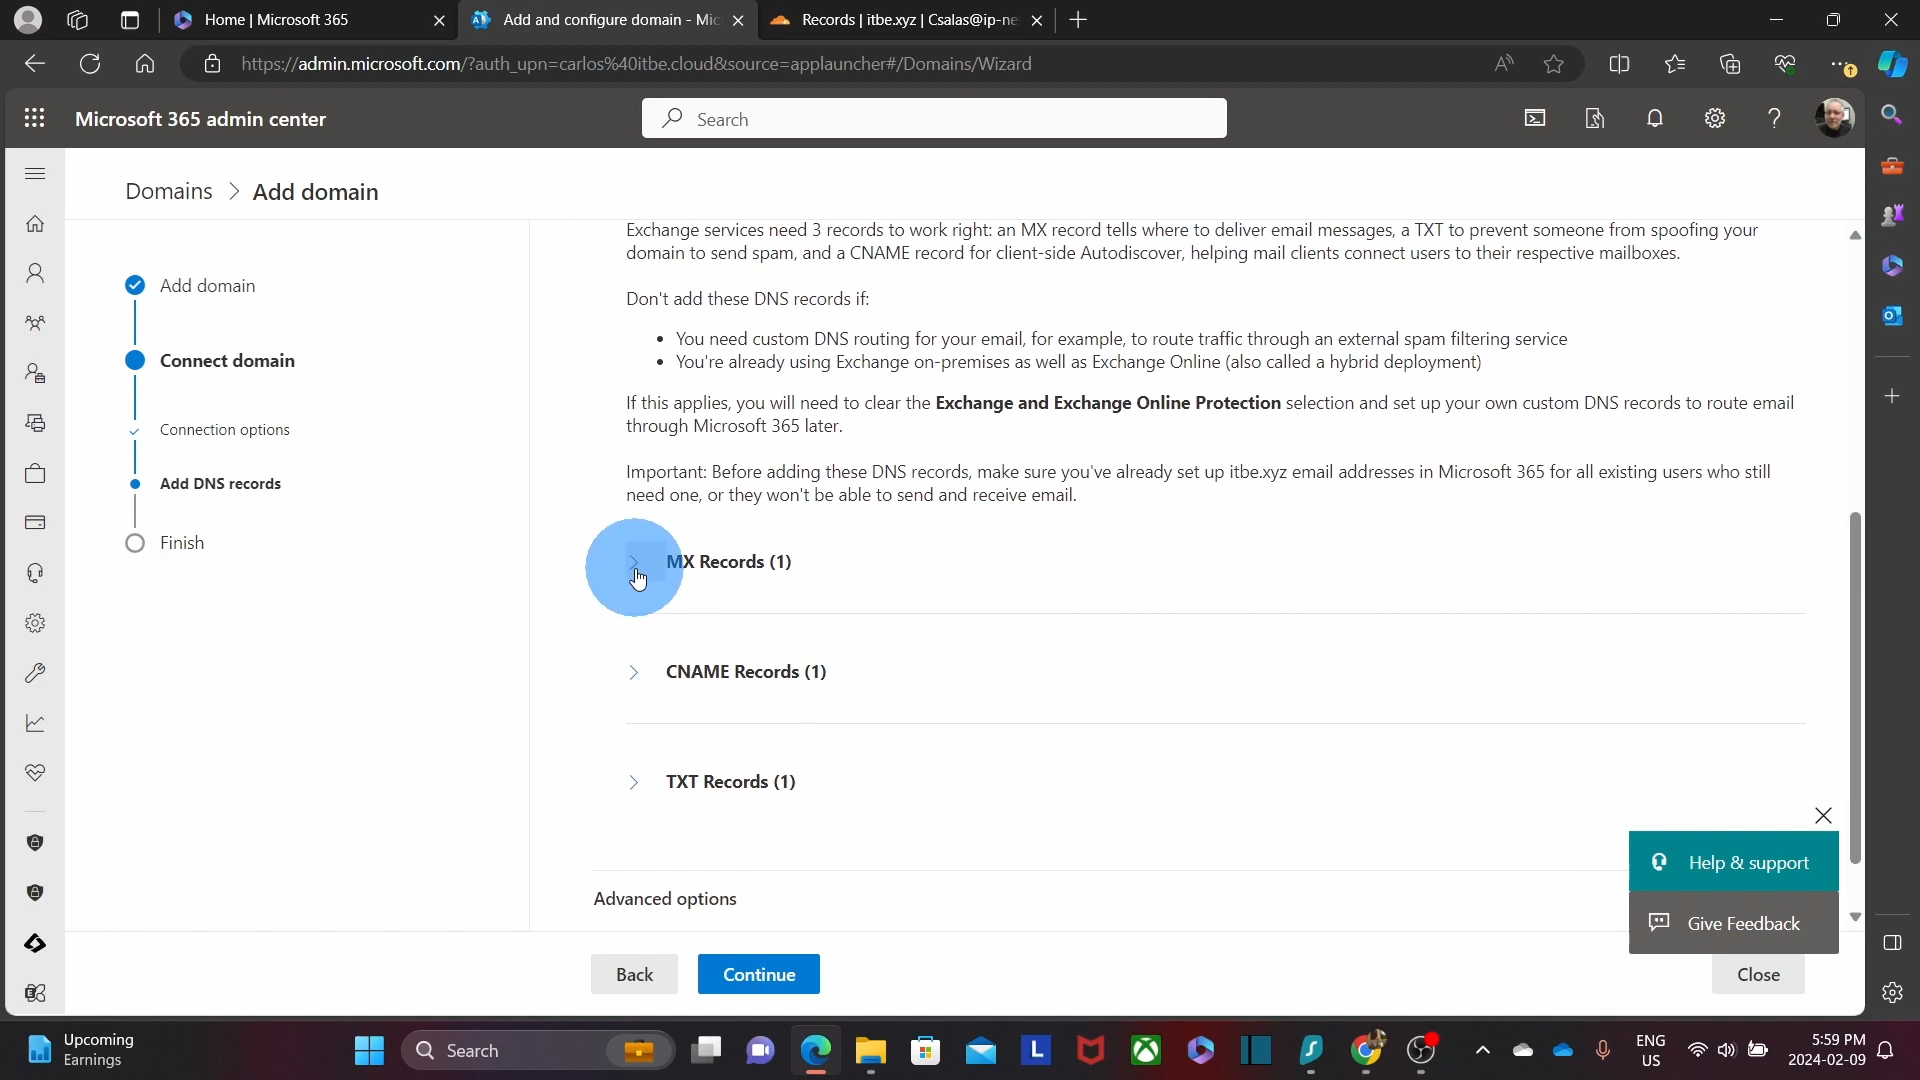 Home | Microsoft 365
Add and configure domain - Mic
Records | itbe.xyz | Csalas@ip-ne
https://admin.microsoft.com/?auth_upn=carlos%40itbe.cloud&source=applauncher#/Domains/Wizard
Microsoft 365 admin center
Search
Domains > Add domain
Add domain
Connect domain
Connection options
Add DNS records
Finish
Exchange services need 3 records to work right: an MX record tells where to deliver email messages, a TXT to prevent someone from spoofing your
domain to send spam, and a CNAME record for client-side Autodiscover, helping mail clients connect users to their respective mailboxes.
Don't add these DNS records if:
• You need custom DNS routing for your email, for example, to route traffic through an external spam filtering service
• You're already using Exchange on-premises as well as Exchange Online (also called a hybrid deployment)
If this applies, you will need to clear the Exchange and Exchange Online Protection selection and set up your own custom DNS records to route email
through Microsoft 365 later.
Important: Before adding these DNS records, make sure you've already set up itbe.xyz email addresses in Microsoft 365 for all existing users who still
need one, or they won't be able to send and receive email.
MX Records (1)
CNAME Records (1)
TXT Records (1)
Advanced options
Help & support
Give Feedback
Back
Continue
Close
Upcoming
Earnings
Search
ENG
US
5:59 PM
2024-02-09